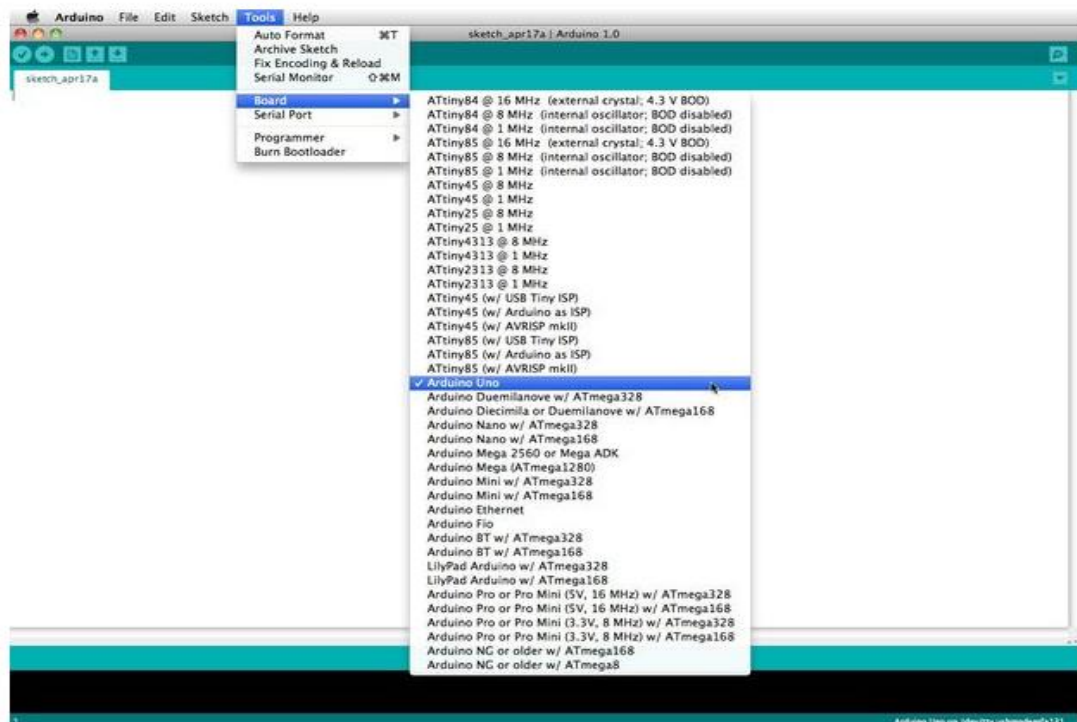 Arduino File Edit Sketch Tools Help
sketch_apr17a | Arduino 1.0
sketch_apr17a
Auto Format ⌘T
Archive Sketch
Fix Encoding & Reload
Serial Monitor ⇧⌘M
Board
Serial Port
Programmer
Burn Bootloader
ATtiny84 @ 16 MHz (external crystal; 4.3 V BOD)
ATtiny84 @ 8 MHz (internal oscillator; BOD disabled)
ATtiny84 @ 1 MHz (internal oscillator; BOD disabled)
ATtiny85 @ 16 MHz (external crystal; 4.3 V BOD)
ATtiny85 @ 8 MHz (internal oscillator; BOD disabled)
ATtiny85 @ 1 MHz (internal oscillator; BOD disabled)
ATtiny45 @ 8 MHz
ATtiny45 @ 1 MHz
ATtiny25 @ 8 MHz
ATtiny25 @ 1 MHz
ATtiny4313 @ 8 MHz
ATtiny4313 @ 1 MHz
ATtiny2313 @ 8 MHz
ATtiny2313 @ 1 MHz
ATtiny45 (w/ USB Tiny ISP)
ATtiny45 (w/ Arduino as ISP)
ATtiny45 (w/ AVRISP mkII)
ATtiny85 (w/ USB Tiny ISP)
ATtiny85 (w/ Arduino as ISP)
ATtiny85 (w/ AVRISP mkII)
✓ Arduino Uno
Arduino Duemilanove w/ ATmega328
Arduino Diecimila or Duemilanove w/ ATmega168
Arduino Nano w/ ATmega328
Arduino Nano w/ ATmega168
Arduino Mega 2560 or Mega ADK
Arduino Mega (ATmega1280)
Arduino Mini w/ ATmega328
Arduino Mini w/ ATmega168
Arduino Ethernet
Arduino Fio
Arduino BT w/ ATmega328
Arduino BT w/ ATmega168
LilyPad Arduino w/ ATmega328
LilyPad Arduino w/ ATmega168
Arduino Pro or Pro Mini (5V, 16 MHz) w/ ATmega328
Arduino Pro or Pro Mini (5V, 16 MHz) w/ ATmega168
Arduino Pro or Pro Mini (3.3V, 8 MHz) w/ ATmega328
Arduino Pro or Pro Mini (3.3V, 8 MHz) w/ ATmega168
Arduino NG or older w/ ATmega168
Arduino NG or older w/ ATmega8
1
Arduino Uno on